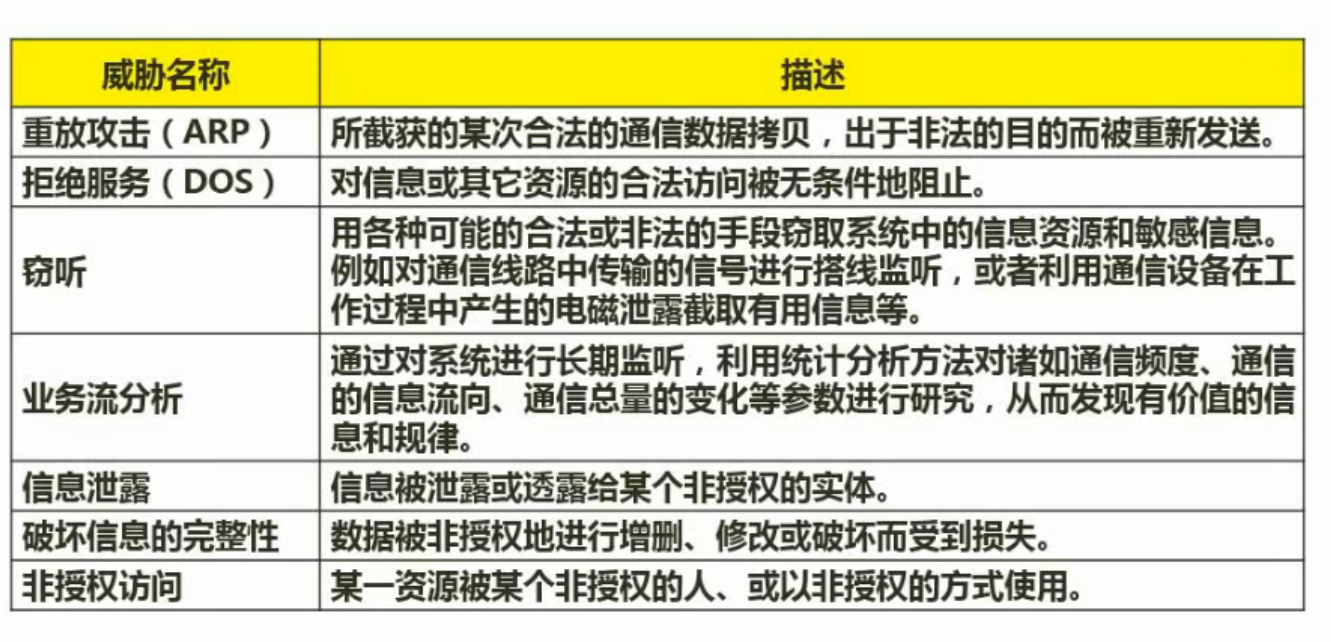 威胁名称
描述
重放攻击（ARP）
所截获的某次合法的通信数据拷贝，出于非法的目的而被重新发送。
拒绝服务（DOS）
对信息或其它资源的合法访问被无条件地阻止。
窃听
用各种可能的合法或非法的手段窃取系统中的信息资源和敏感信息。
例如对通信线路中传输的信号进行搭线监听，或者利用通信设备在工
作过程中产生的电磁泄露截取有用信息等。
业务流分析
通过对系统进行长期监听，利用统计分析方法对诸如通信频度、通信
的信息流向、通信总量的变化等参数进行研究，从而发现有价值的信
息和规律。
信息泄露
信息被泄露或透露给某个非授权的实体。
破坏信息的完整性
数据被非授权地进行增删、修改或破坏而受到损失。
非授权访问
某一资源被某个非授权的人、或以非授权的方式使用。